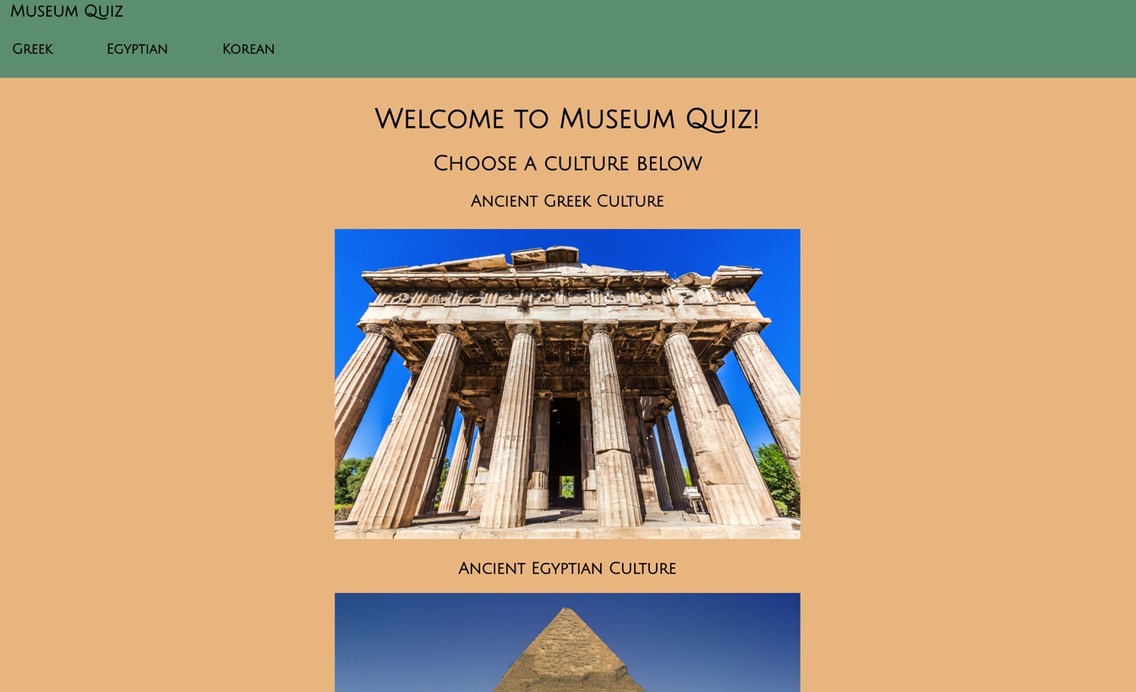 Museum Quiz
Greek Egyptian Korean
Welcome to Museum Quiz!
Choose a culture below
Ancient Greek Culture
Ancient Egyptian Culture